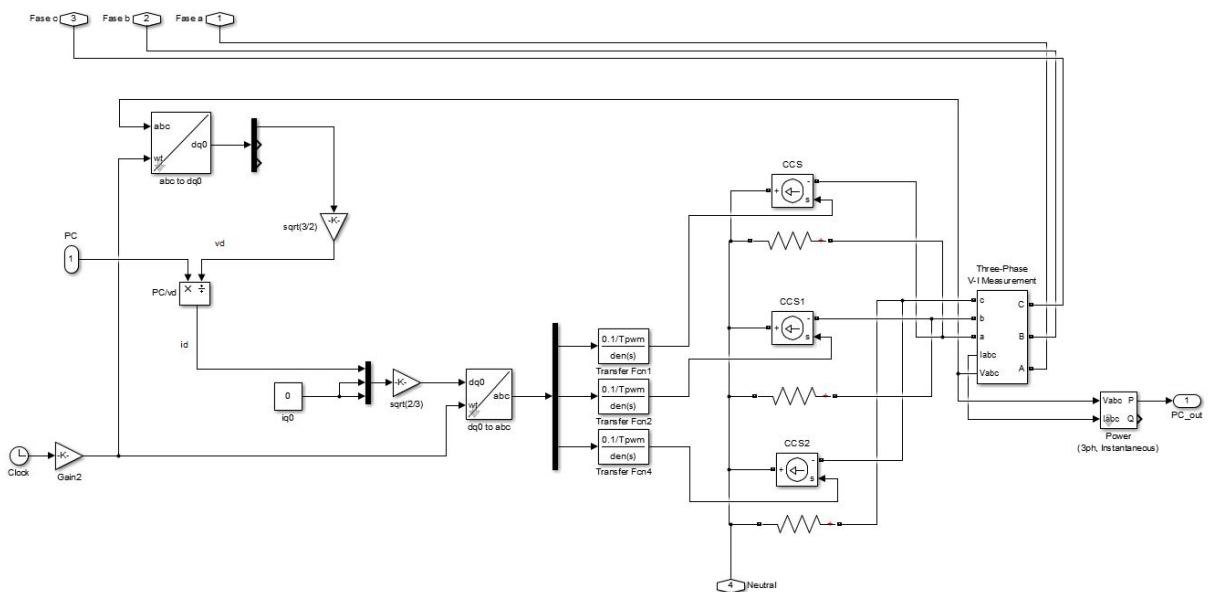 Fase c 3
Fase b 2
Fase a 1
abc
dq0
wt
abc to dq0
-K-
sqrt(3/2)
vd
PC
1
× ÷
PC/vd
id
0
iq0
-K-
sqrt(2/3)
dq0
abc
wt
dq0 to abc
Clock
-K-
Gain2
0.1/Tpwm
den(s)
Transfer Fcn1
0.1/Tpwm
den(s)
Transfer Fcn2
0.1/Tpwm
den(s)
Transfer Fcn4
CCS
+ -
s
+
CCS1
+ -
s
+
CCS2
+ -
s
+
4 Neutral
Three-Phase
V-I Measurement
c
b
a
Iabc
Vabc
C
B
A
Vabc P
Iabc Q
Power
(3ph, Instantaneous)
1
PC_out